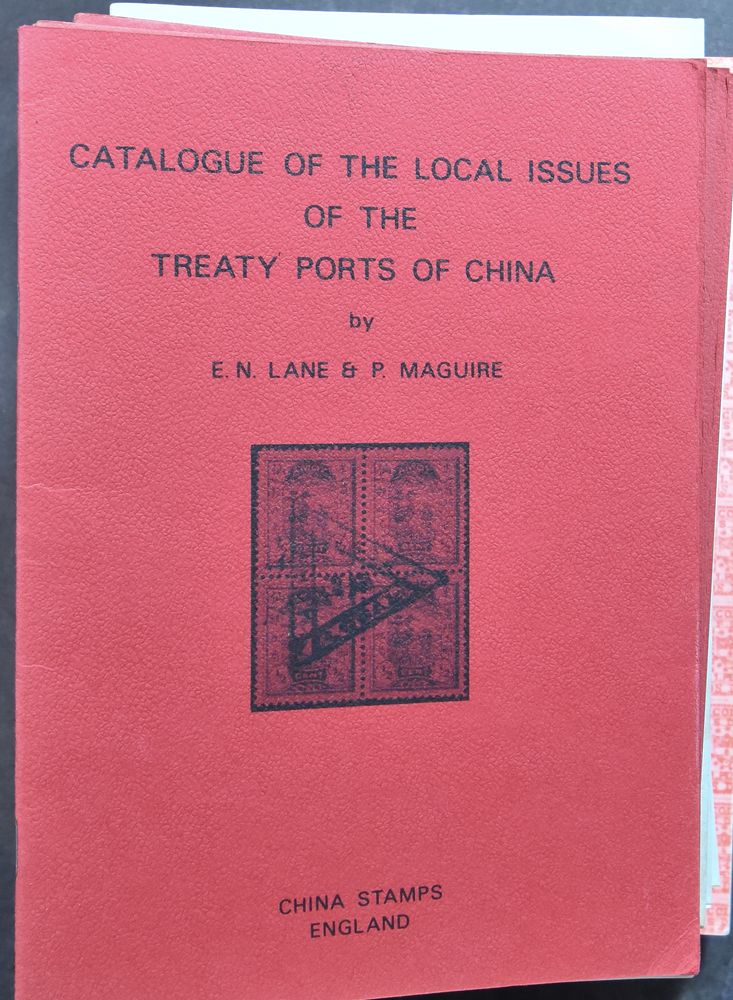 CATALOGUE OF THE LOCAL ISSUES
OF THE
TREATY PORTS OF CHINA
by
E. N. LANE & P. MAGUIRE
CHINA STAMPS
ENGLAND